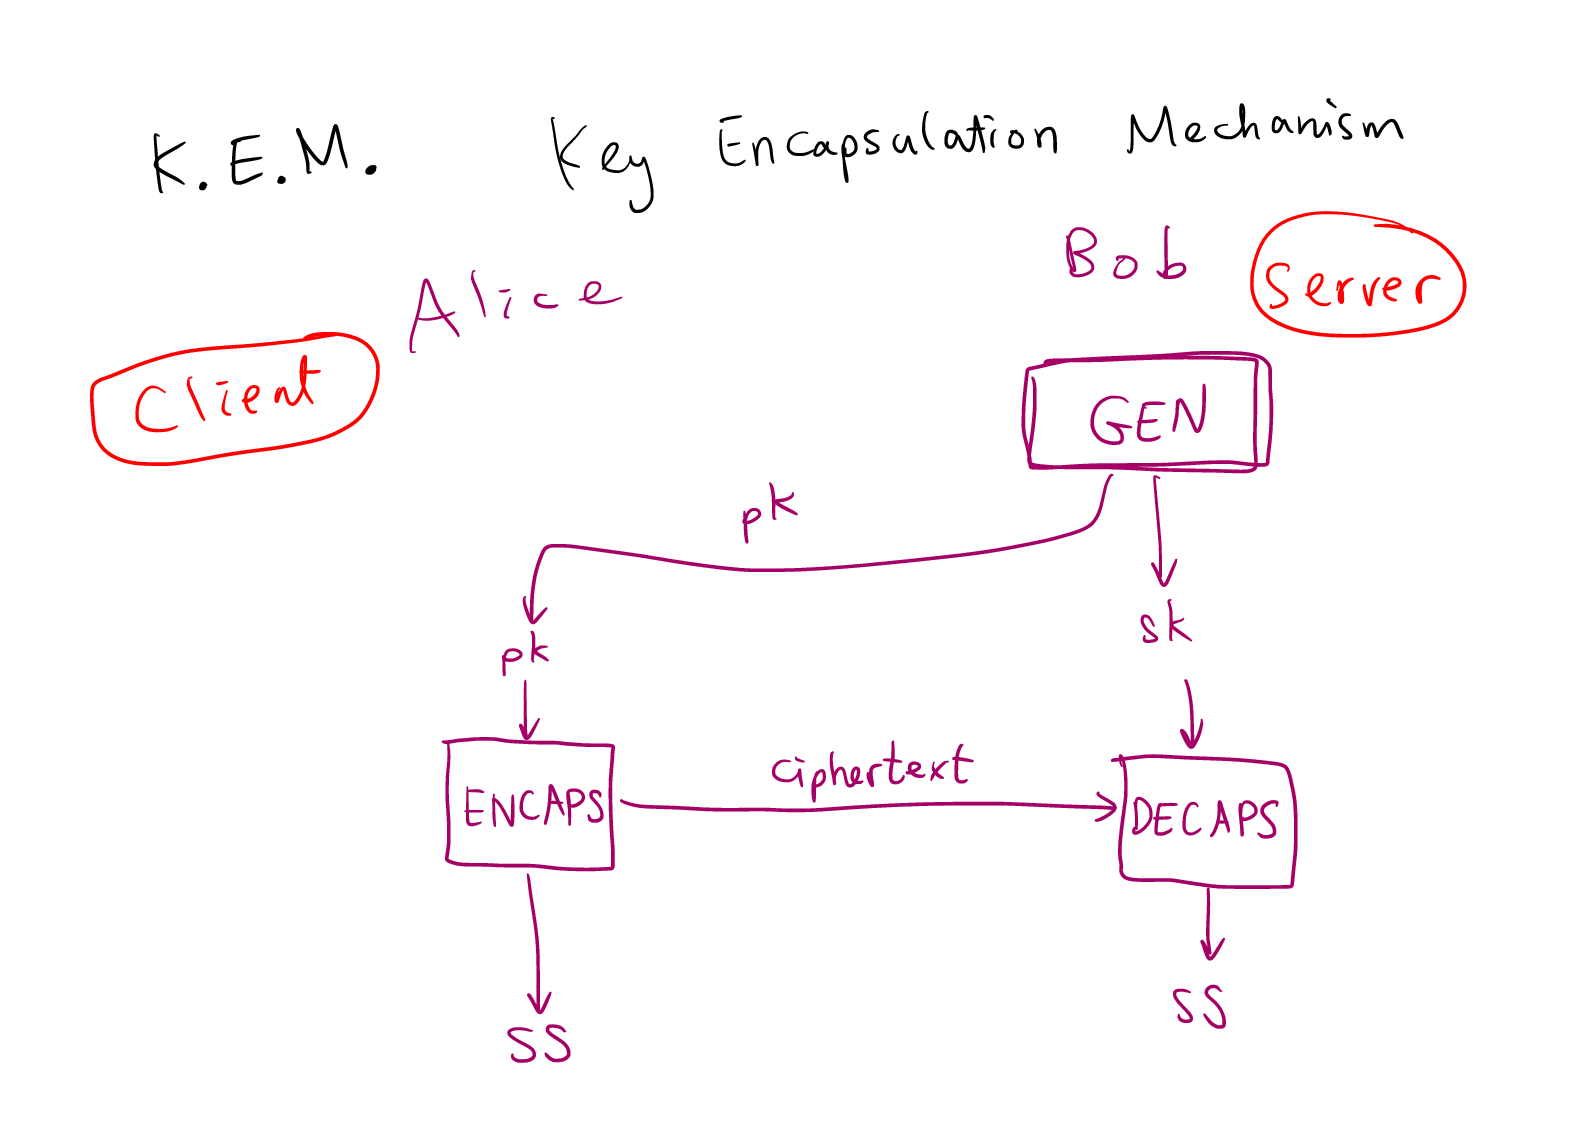 K.E.M. Key Encapsulation Mechanism
Bob Server
Alice
Client
GEN
pk
sk
pk
ciphertext
ENCAPS DECAPS
SS
SS